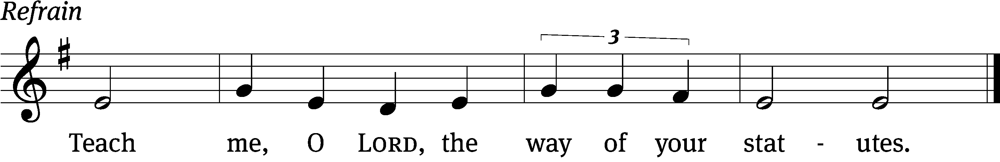 Refrain
3
Teach me, O LORD, the way of your stat - utes.